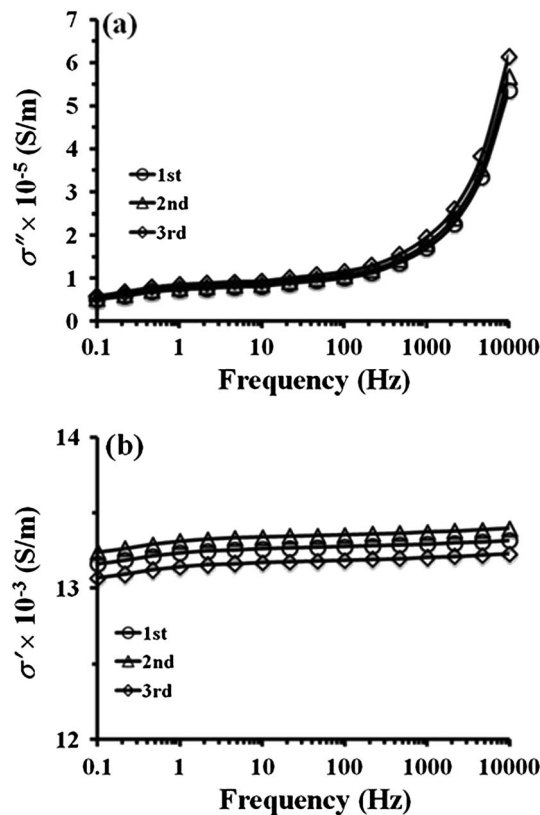 (a)
7
6
5
4
3
2
1
0
σ″ × 10⁻⁵ (S/m)
1st
2nd
3rd
0.1 1 10 100 1000 10000
Frequency (Hz)
(b)
14
13
12
σ′ × 10⁻³ (S/m)
1st
2nd
3rd
0.1 1 10 100 1000 10000
Frequency (Hz)